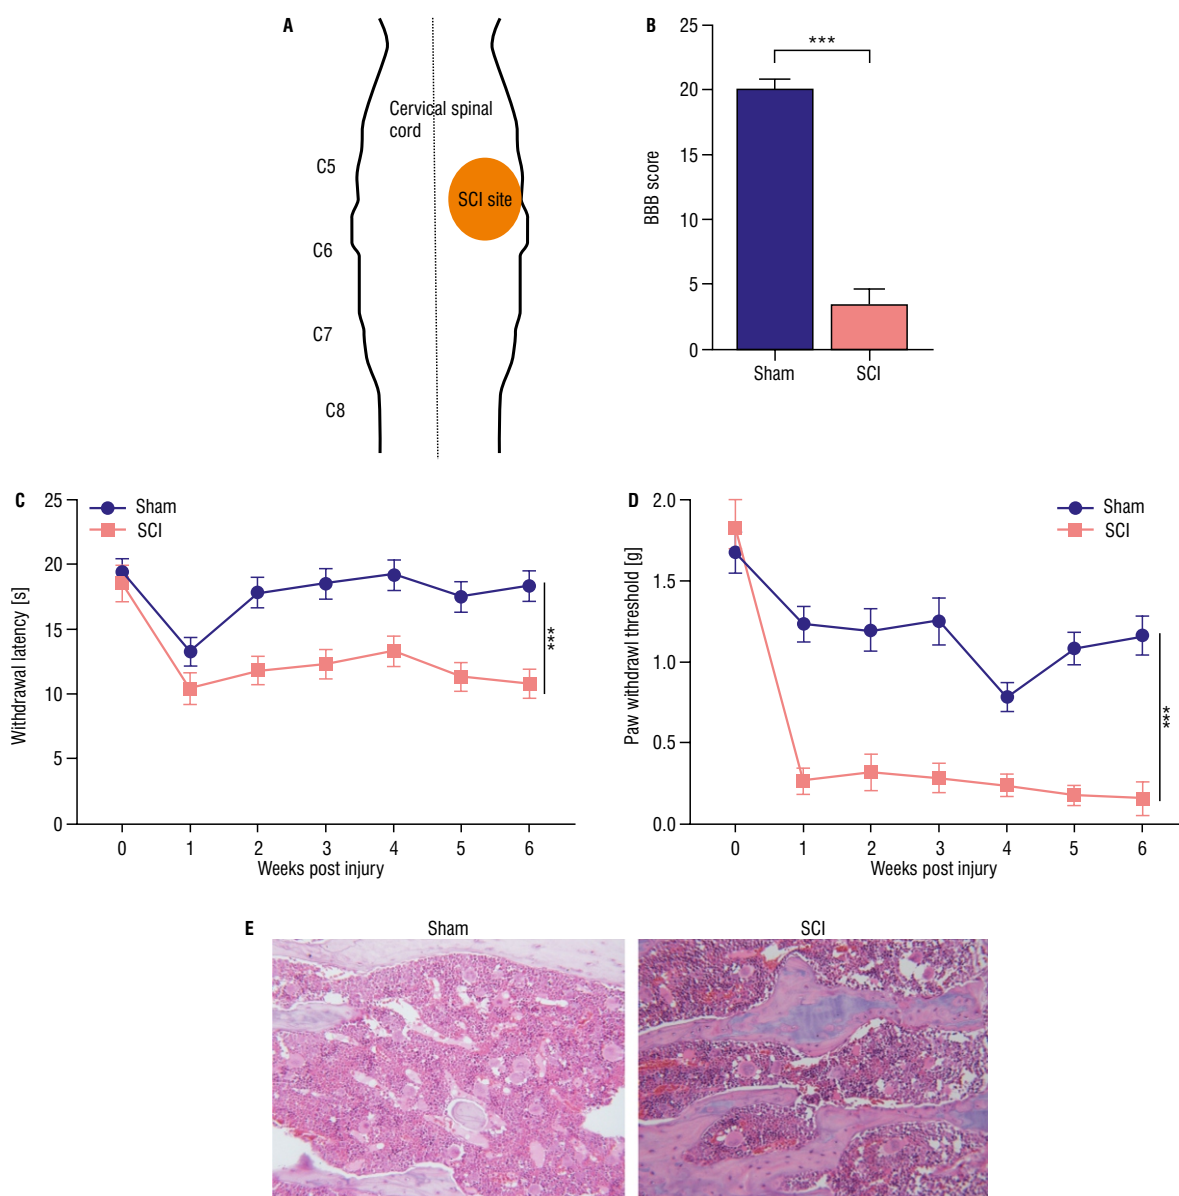 A
Cervical spinal
cord
C5
SCI site
C6
C7
C8
B
25
20
15
10
5
0
BBB score
***
Sham
SCI
C
25
20
15
10
5
0
Withdrawal latency [s]
Sham
SCI
***
0 1 2 3 4 5 6
Weeks post injury
D
2.0
1.5
1.0
0.5
0.0
Paw withdrawl threshold [g]
Sham
SCI
***
0 1 2 3 4 5 6
Weeks post injury
E
Sham
SCI